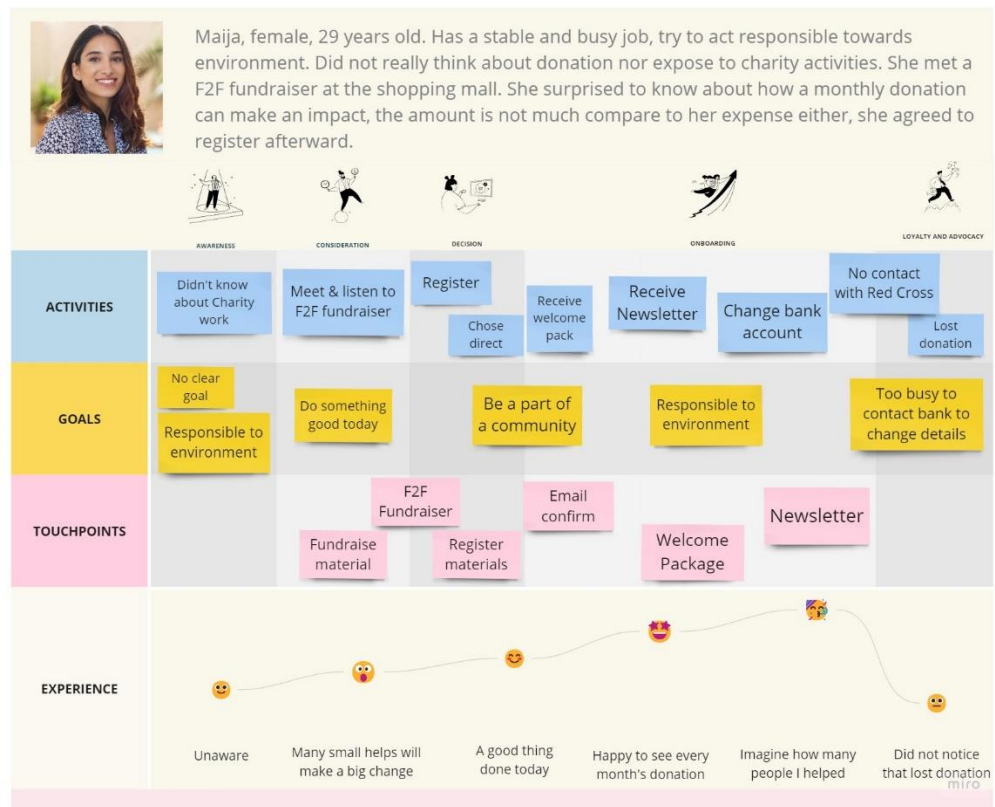 Maija, female, 29 years old. Has a stable and busy job, try to act responsible towards
environment. Did not really think about donation nor expose to charity activities. She met a
F2F fundraiser at the shopping mall. She surprised to know about how a monthly donation
can make an impact, the amount is not much compare to her expense either, she agreed to
register afterward.
AWARENESS
CONSIDERATION
DECISION
ONBOARDING
LOYALTY AND ADVOCACY
ACTIVITIES
Didn't know
about Charity
work
Meet & listen to
F2F fundraiser
Register
Chose
direct
Receive
welcome
pack
Receive
Newsletter
Change bank
account
No contact
with Red Cross
Lost
donation
GOALS
No clear
goal
Responsible to
environment
Do something
good today
Be a part of
a community
Responsible to
environment
Too busy to
contact bank to
change details
TOUCHPOINTS
Fundraise
material
F2F
Fundraiser
Register
materials
Email
confirm
Welcome
Package
Newsletter
EXPERIENCE
Unaware
Many small helps will
make a big change
A good thing
done today
Happy to see every
month's donation
Imagine how many
people I helped
Did not notice
that lost donation
miro